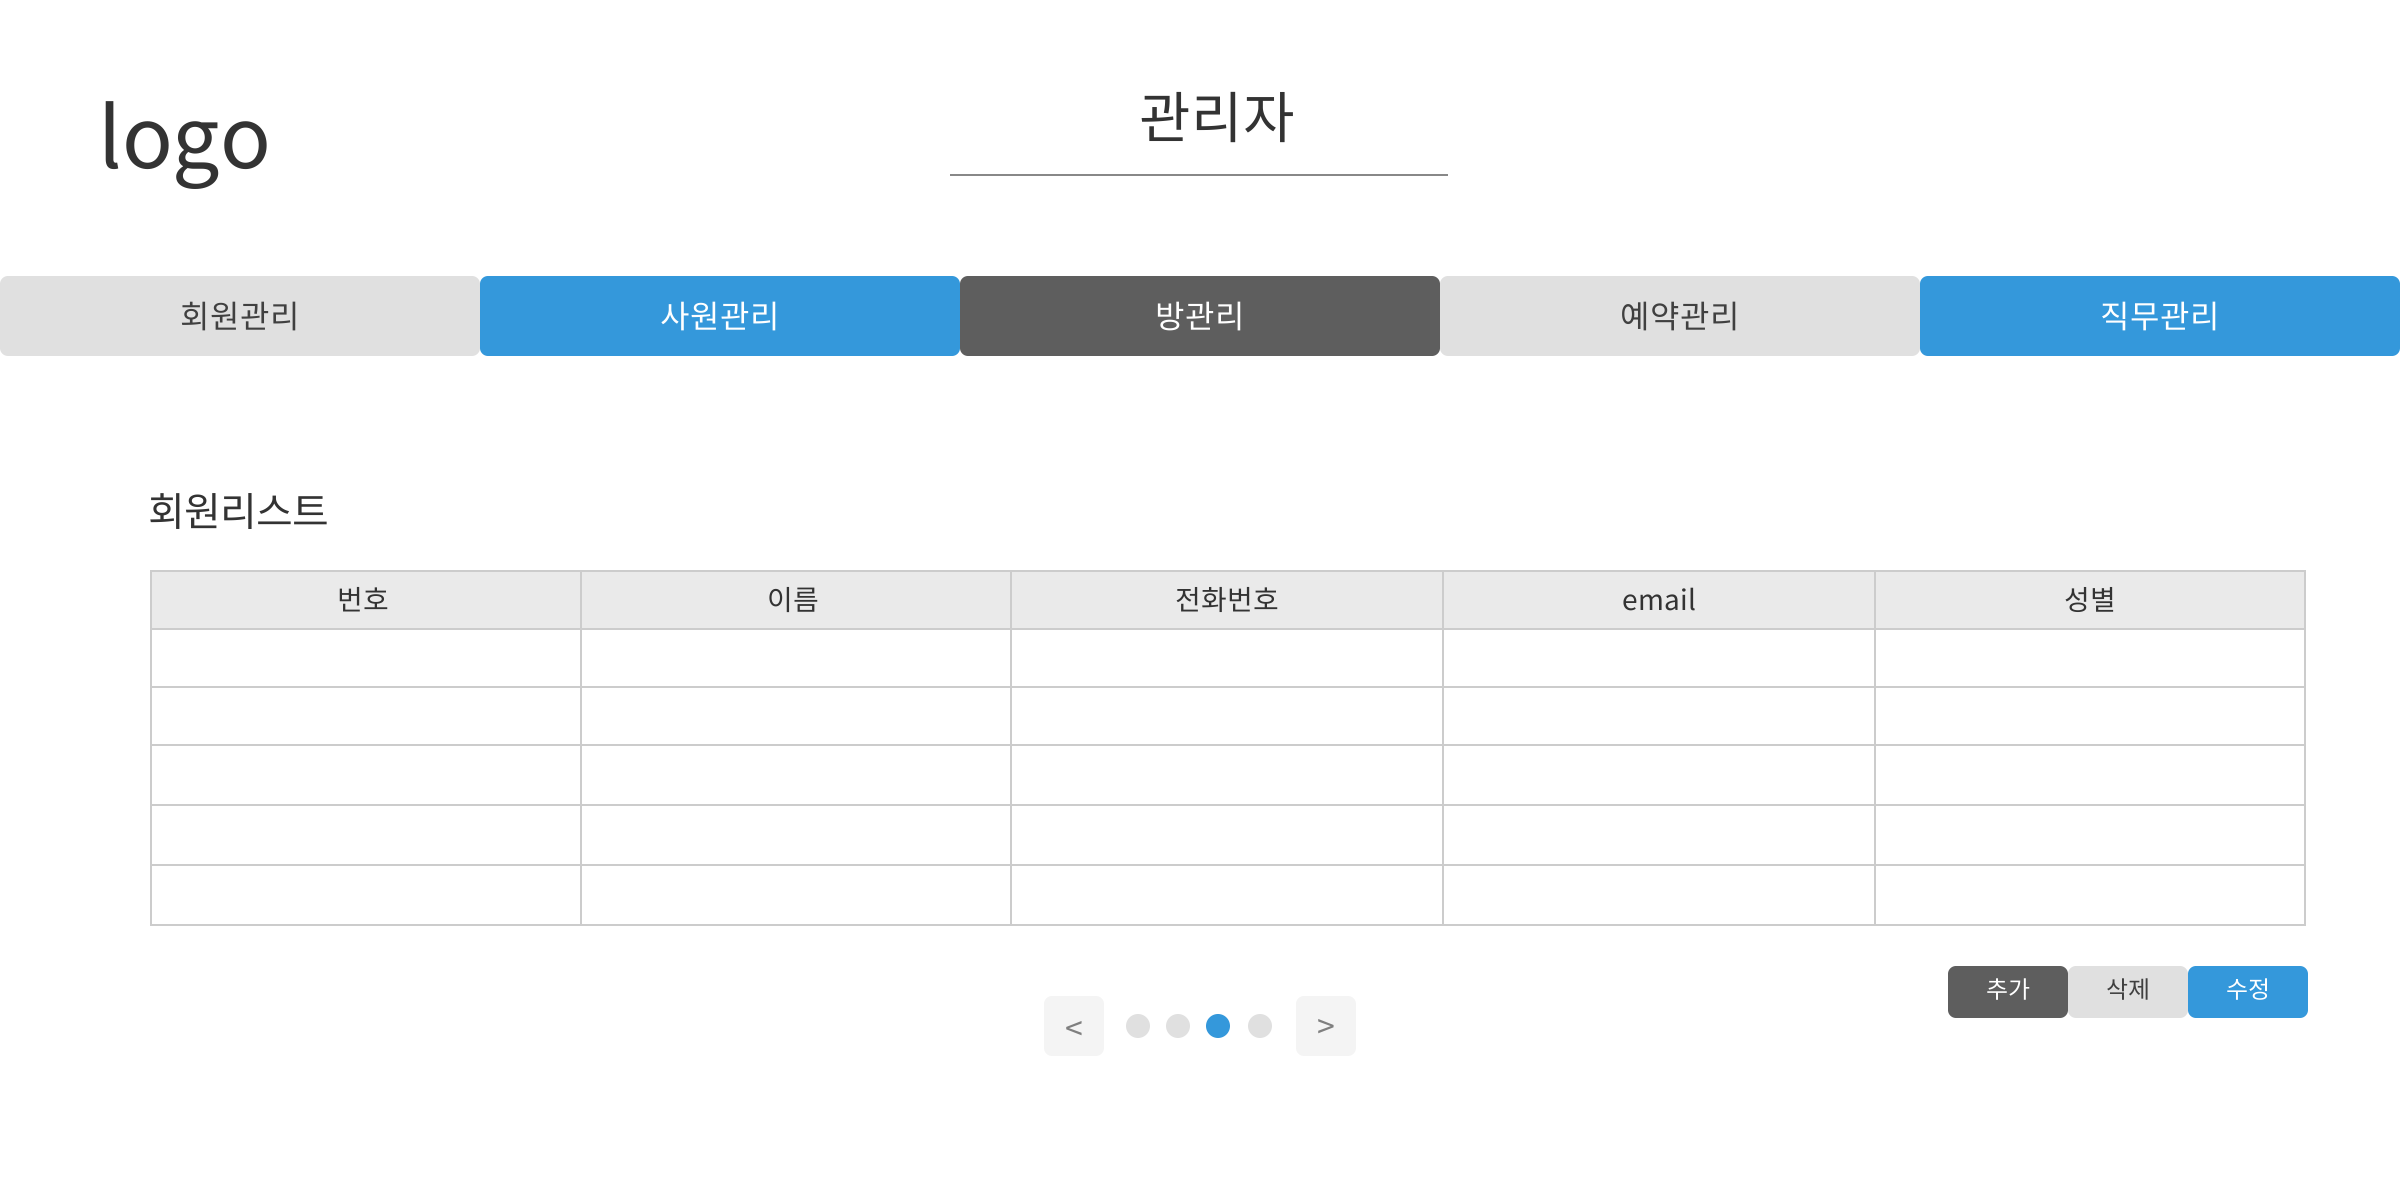 logo
관리자
회원관리 사원관리 방관리 예약관리 직무관리
회원리스트
번호 이름 전화번호 email 성별
추가 삭제 수정
< >